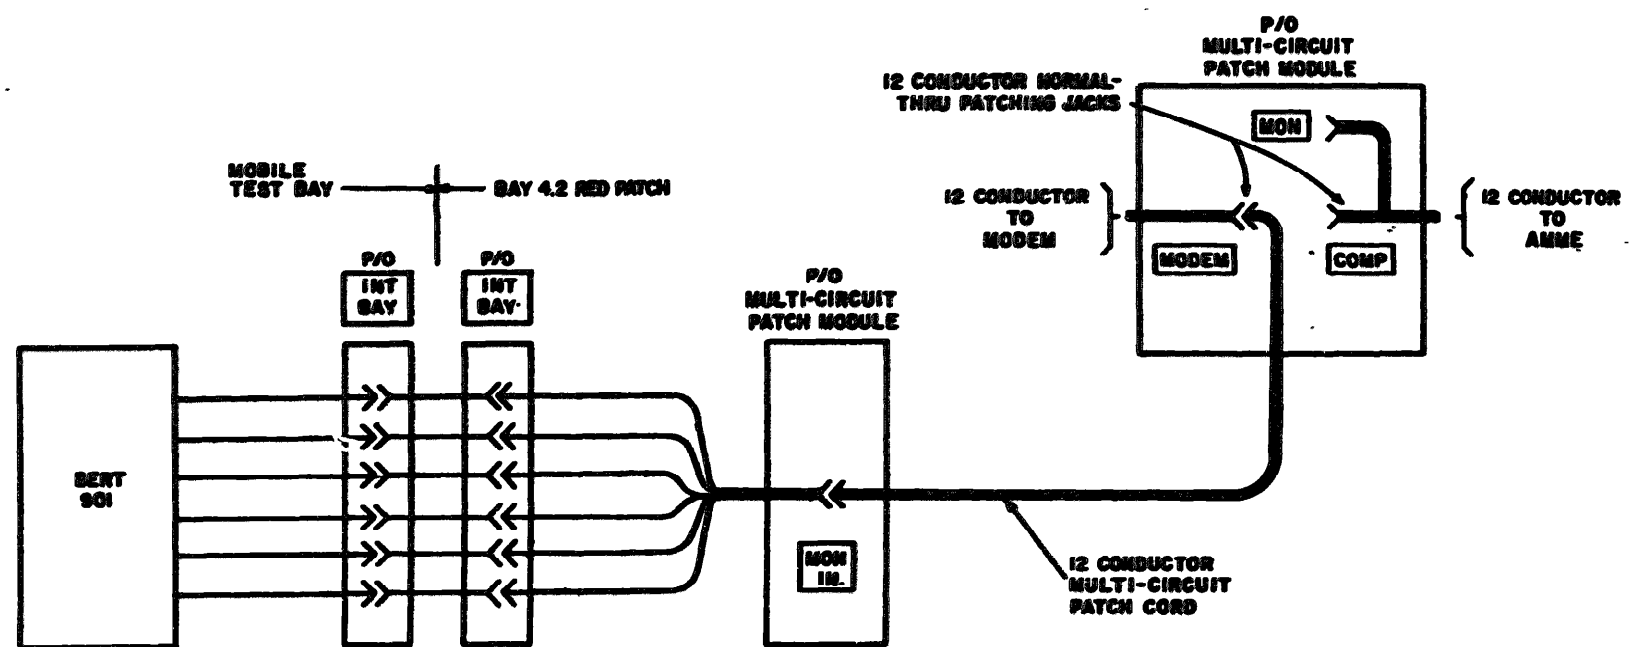 P/O
MULTI-CIRCUIT
PATCH MODULE
12 CONDUCTOR NORMAL-
THRU PATCHING JACKS
MON
MOBILE
TEST BAY
BAY 4.2 RED PATCH
12 CONDUCTOR
TO
MODEM
12 CONDUCTOR
TO
AMME
MODEM
COMP
P/O
INT
BAY
P/O
INT
BAY
P/O
MULTI-CIRCUIT
PATCH MODULE
BERT
901
MON
IN
12 CONDUCTOR
MULTI-CIRCUIT
PATCH CORD